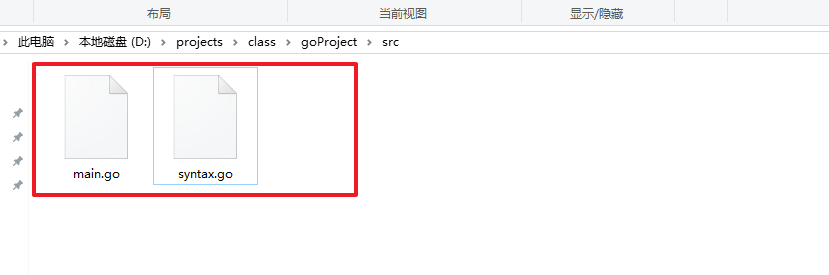 布局 当前视图 显示/隐藏
此电脑 > 本地磁盘 (D:) > projects > class > goProject > src
main.go syntax.go